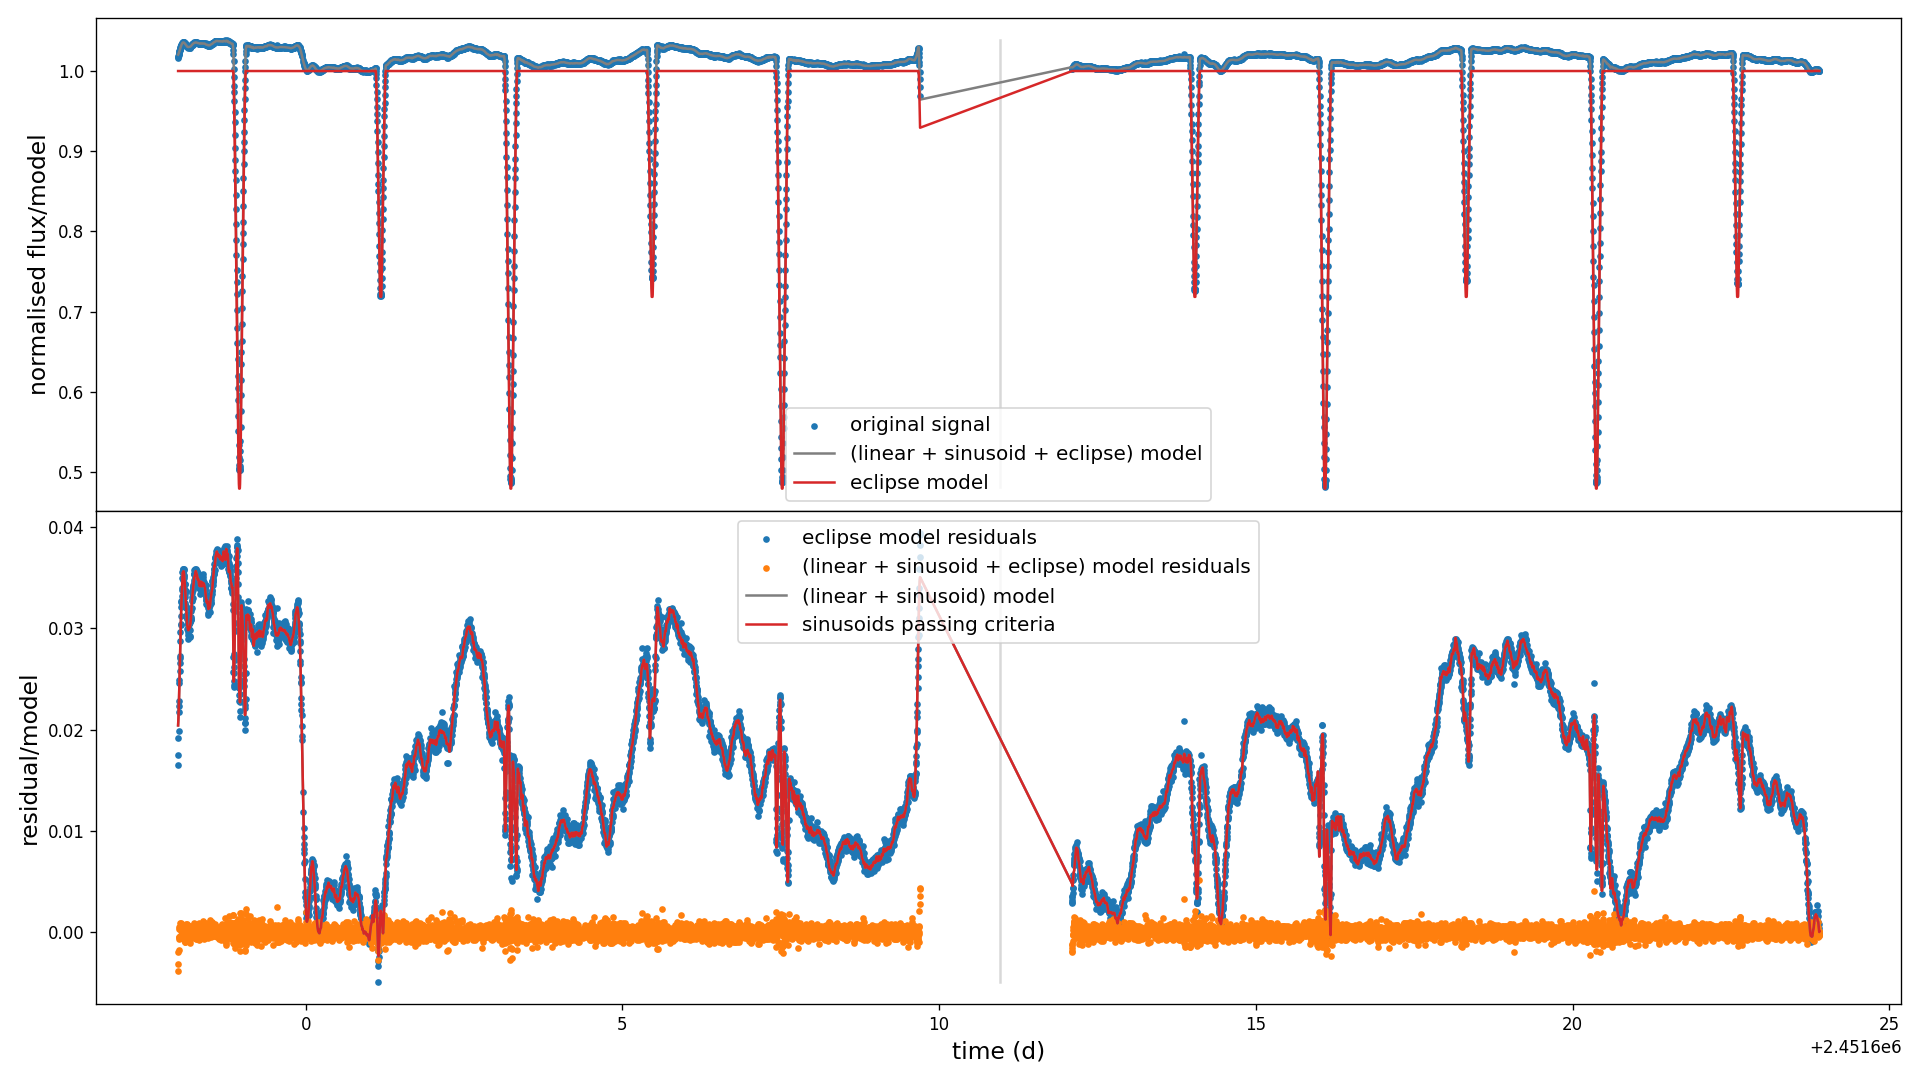 normalised flux/model
1.0
0.9
0.8
0.7
0.6
0.5
original signal
(linear + sinusoid + eclipse) model
eclipse model
residual/model
0.04
0.03
0.02
0.01
0.00
eclipse model residuals
(linear + sinusoid + eclipse) model residuals
(linear + sinusoid) model
sinusoids passing criteria
0 5 10 15 20 25
time (d)
+2.4516e6